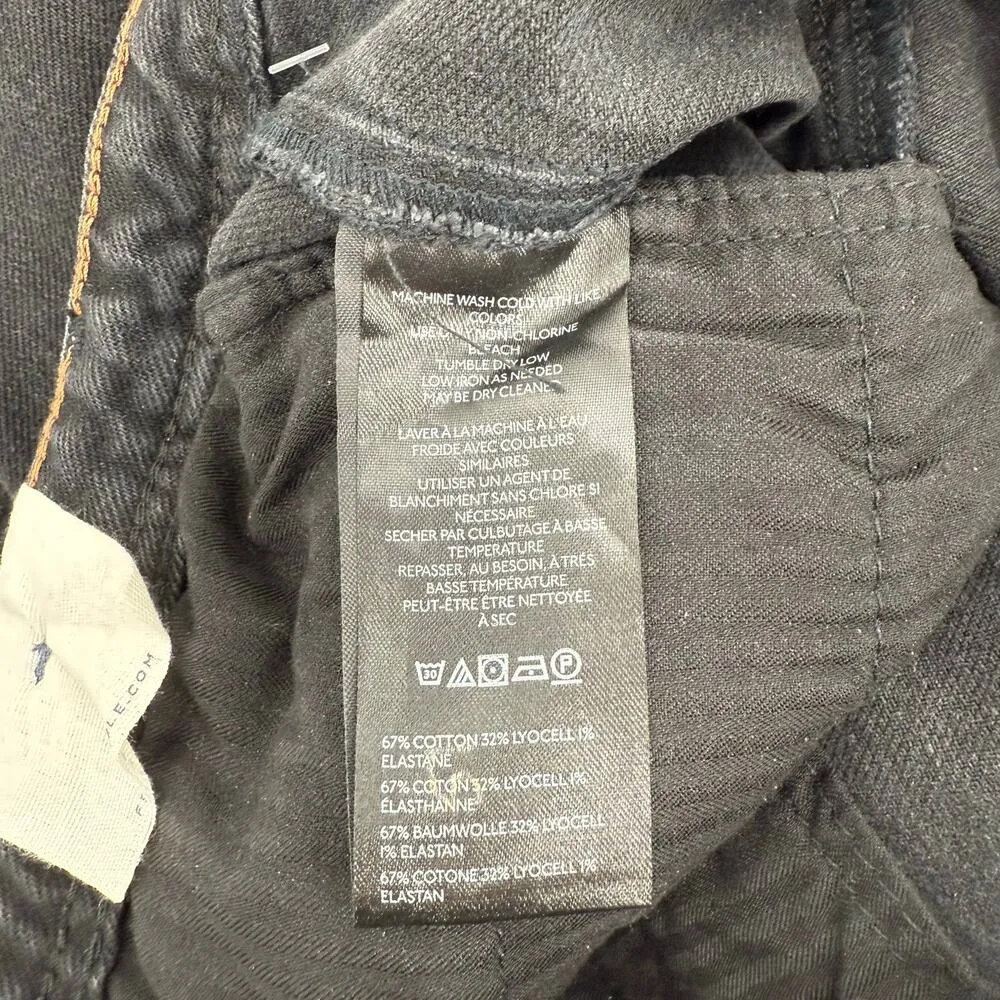 MACHINE WASH COLD WITH LIKE
COLORS
USE ONLY NON-CHLORINE
BLEACH
TUMBLE DRY LOW
LOW IRON AS NEEDED
MAY BE DRY CLEANED
LAVER À LA MACHINE À L'EAU
FROIDE AVEC COULEURS
SIMILAIRES
UTILISER UN AGENT DE
BLANCHIMENT SANS CHLORE SI
NÉCESSAIRE
SECHER PAR CULBUTAGE À BASSE
TEMPERATURE
REPASSER, AU BESOIN, À TRÈS
BASSE TEMPÉRATURE
PEUT-ÊTRE ÊTRE NETTOYÉE
À SEC
30
P
67% COTTON 32% LYOCELL 1%
ELASTANE
67% COTON 32% LYOCELL 1%
ÉLASTHANNE
67% BAUMWOLLE 32% LYOCELL
1% ELASTAN
67% COTONE 32% LYOCELL 1%
ELASTAN
LE.COM